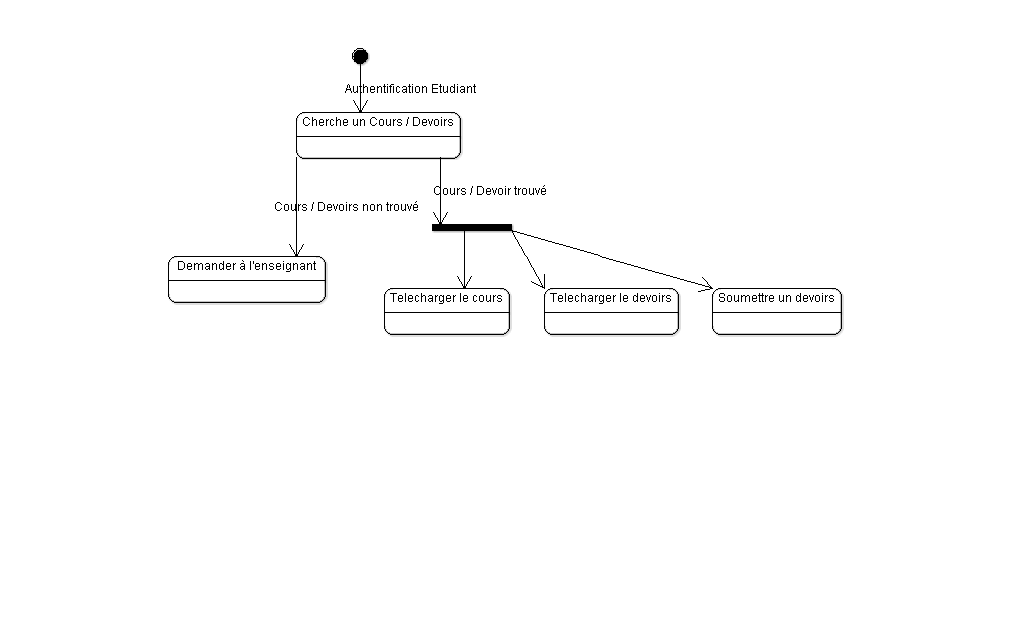 Authentification Etudiant
Cherche un Cours / Devoirs
Cours / Devoir trouvé
Cours / Devoirs non trouvé
Demander à l'enseignant
Telecharger le cours
Telecharger le devoirs
Soumettre un devoirs